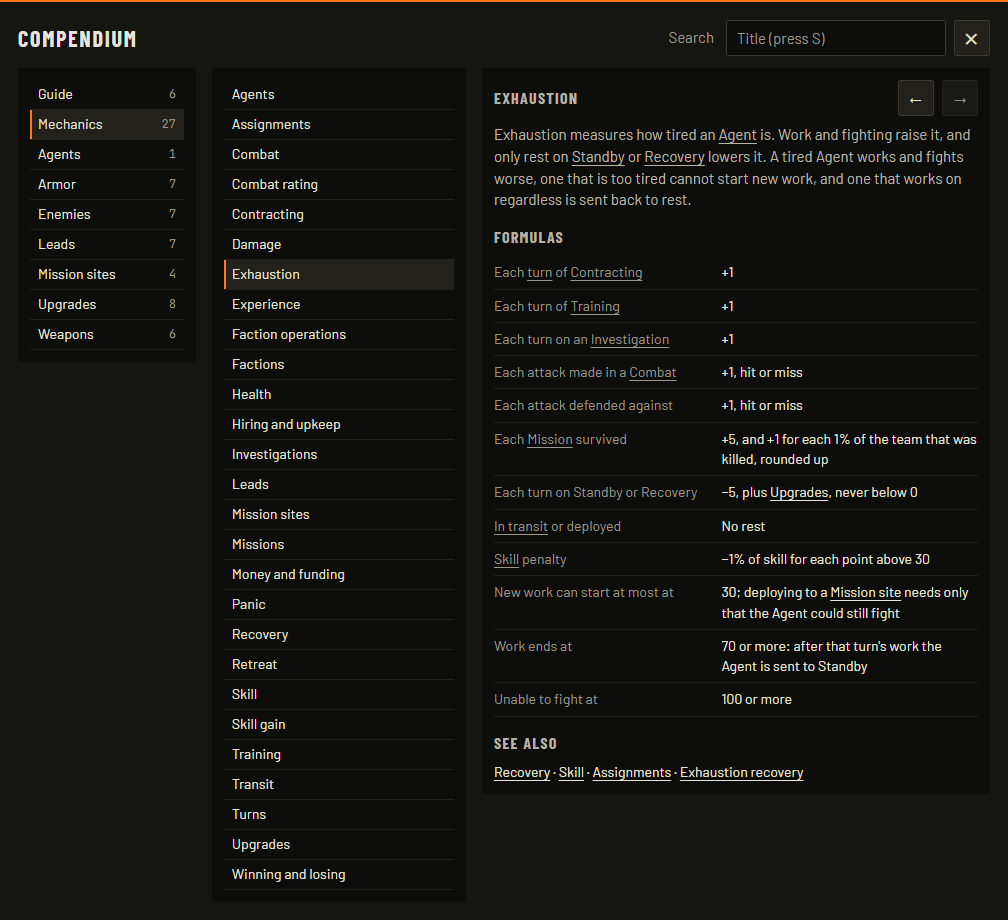 COMPENDIUM
Search
Title (press S)
✕
Guide 6
Mechanics 27
Agents 1
Armor 7
Enemies 7
Leads 7
Mission sites 4
Upgrades 8
Weapons 6
Agents
Assignments
Combat
Combat rating
Contracting
Damage
Exhaustion
Experience
Faction operations
Factions
Health
Hiring and upkeep
Investigations
Leads
Mission sites
Missions
Money and funding
Panic
Recovery
Retreat
Skill
Skill gain
Training
Transit
Turns
Upgrades
Winning and losing
EXHAUSTION
← →
Exhaustion measures how tired an Agent is. Work and fighting raise it, and
only rest on Standby or Recovery lowers it. A tired Agent works and fights
worse, one that is too tired cannot start new work, and one that works on
regardless is sent back to rest.
FORMULAS
Each turn of Contracting +1
Each turn of Training +1
Each turn on an Investigation +1
Each attack made in a Combat +1, hit or miss
Each attack defended against +1, hit or miss
Each Mission survived +5, and +1 for each 1% of the team that was
killed, rounded up
Each turn on Standby or Recovery −5, plus Upgrades, never below 0
In transit or deployed No rest
Skill penalty −1% of skill for each point above 30
New work can start at most at 30; deploying to a Mission site needs only
that the Agent could still fight
Work ends at 70 or more: after that turn's work the
Agent is sent to Standby
Unable to fight at 100 or more
SEE ALSO
Recovery · Skill · Assignments · Exhaustion recovery